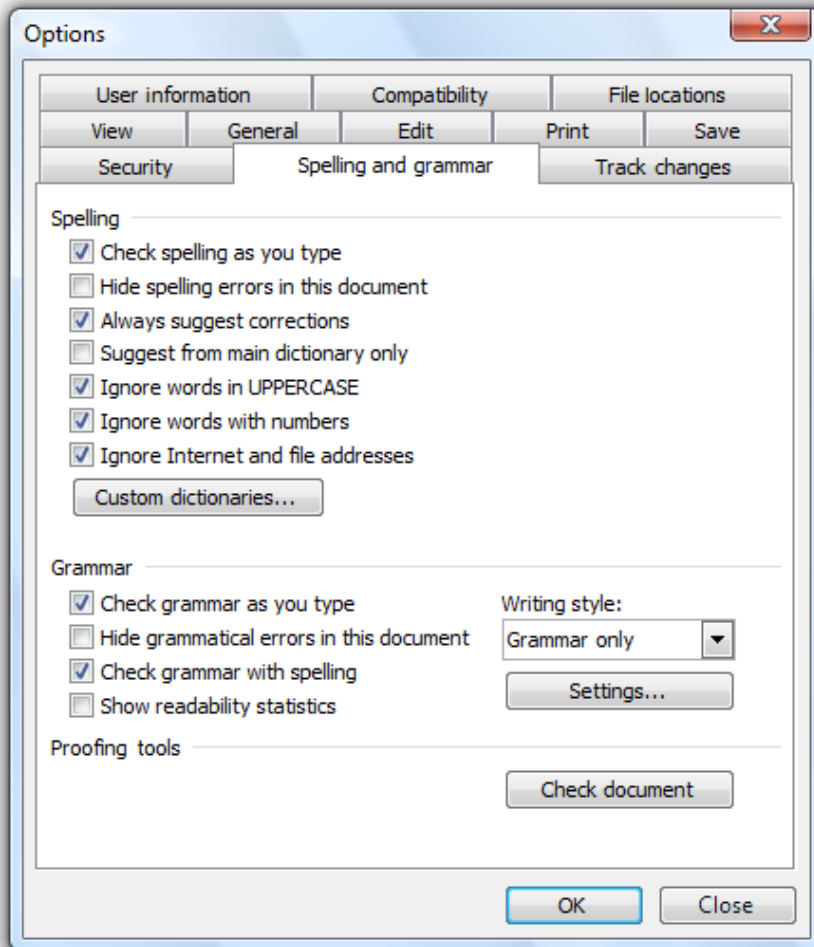 Options
User information Compatibility File locations
View General Edit Print Save
Security Spelling and grammar Track changes
Spelling
Check spelling as you type
Hide spelling errors in this document
Always suggest corrections
Suggest from main dictionary only
Ignore words in UPPERCASE
Ignore words with numbers
Ignore Internet and file addresses
Custom dictionaries...
Grammar
Check grammar as you type Writing style:
Hide grammatical errors in this document Grammar only
Check grammar with spelling Settings...
Show readability statistics
Proofing tools
Check document
OK Close